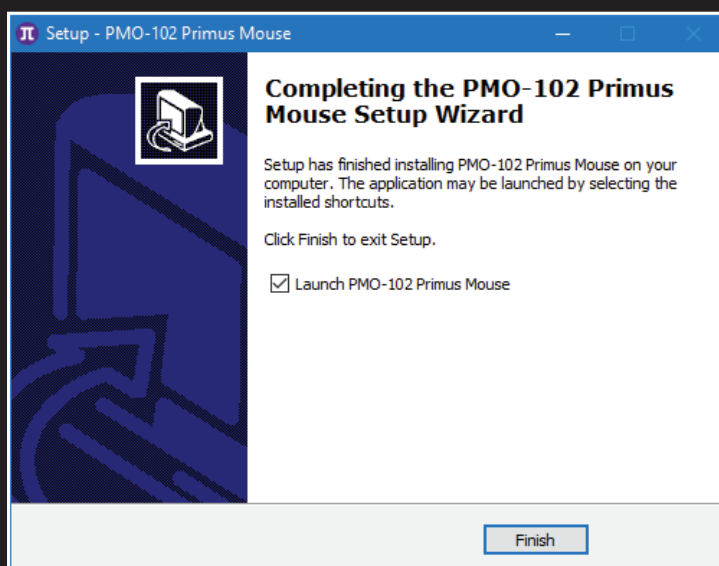 π Setup - PMO-102 Primus Mouse
Completing the PMO-102 Primus
Mouse Setup Wizard
Setup has finished installing PMO-102 Primus Mouse on your
computer. The application may be launched by selecting the
installed shortcuts.
Click Finish to exit Setup.
Launch PMO-102 Primus Mouse
Finish